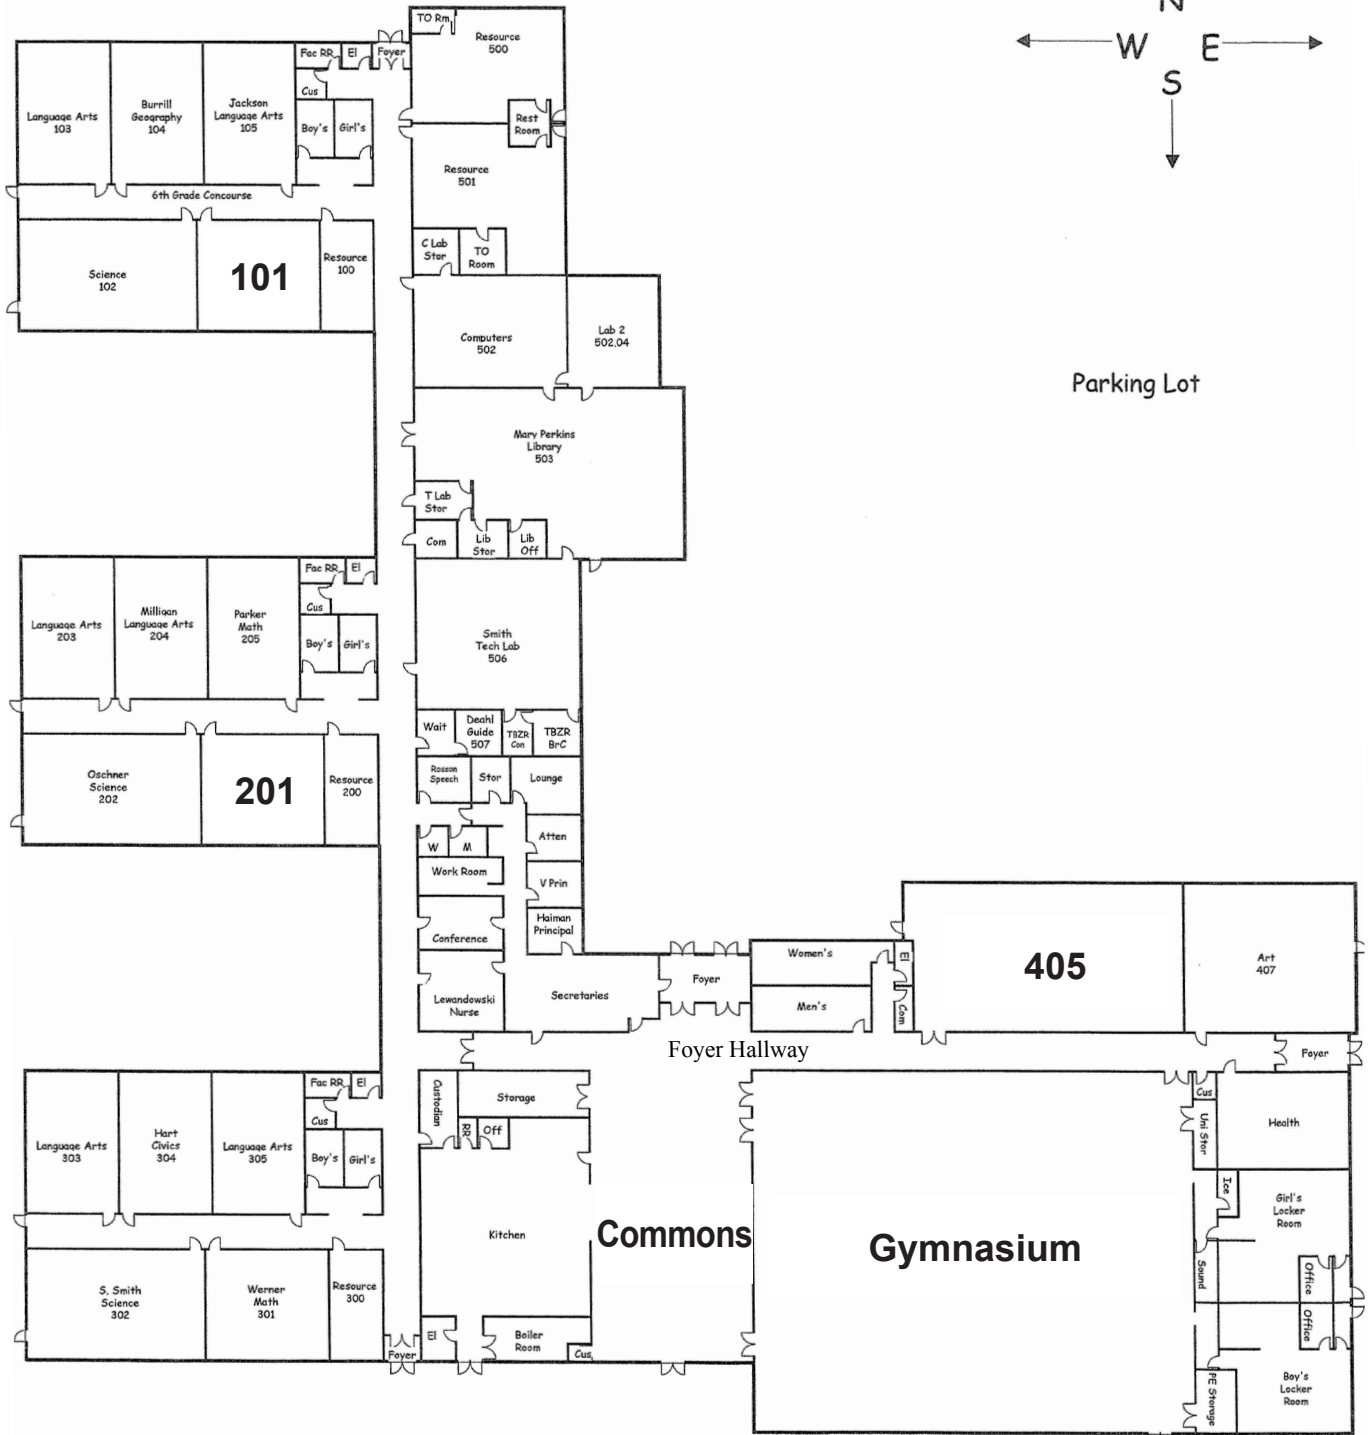 N
W E
S
TO Rm
Resource
500
Fac RR
El
Foyer
Cus
Language Arts
103
Burrill
Geography
104
Jackson
Language Arts
105
Boy's
Girl's
Rest
Room
Resource
501
6th Grade Concourse
C Lab
Stor
TO
Room
Science
102
101
Resource
100
Computers
502
Lab 2
502.04
Parking Lot
Mary Perkins
Library
503
T Lab
Stor
Com
Lib
Stor
Lib
Off
Fac RR
El
Cus
Language Arts
203
Milligan
Language Arts
204
Parker
Math
205
Boy's
Girl's
Smith
Tech Lab
506
Wait
Deahl
Guide
507
TBZR
Con
TBZR
BrC
Oschner
Science
202
201
Resource
200
Rosson
Speech
Stor
Lounge
W
M
Atten
Work Room
V Prin
Conference
Haiman
Principal
Lewandowski
Nurse
Secretaries
Foyer
Women's
Men's
El
Com
405
Art
407
Foyer Hallway
Foyer
Fac RR
El
Cus
Language Arts
303
Hart
Civics
304
Language Arts
305
Boy's
Girl's
Custodian
Storage
RR
Off
Cus
Uni Stor
Health
Ice
Girl's
Locker
Room
Kitchen
Commons
Gymnasium
Sound
Office
Office
S. Smith
Science
302
Werner
Math
301
Resource
300
Foyer
El
Boiler
Room
Cus
PE Storage
Boy's
Locker
Room